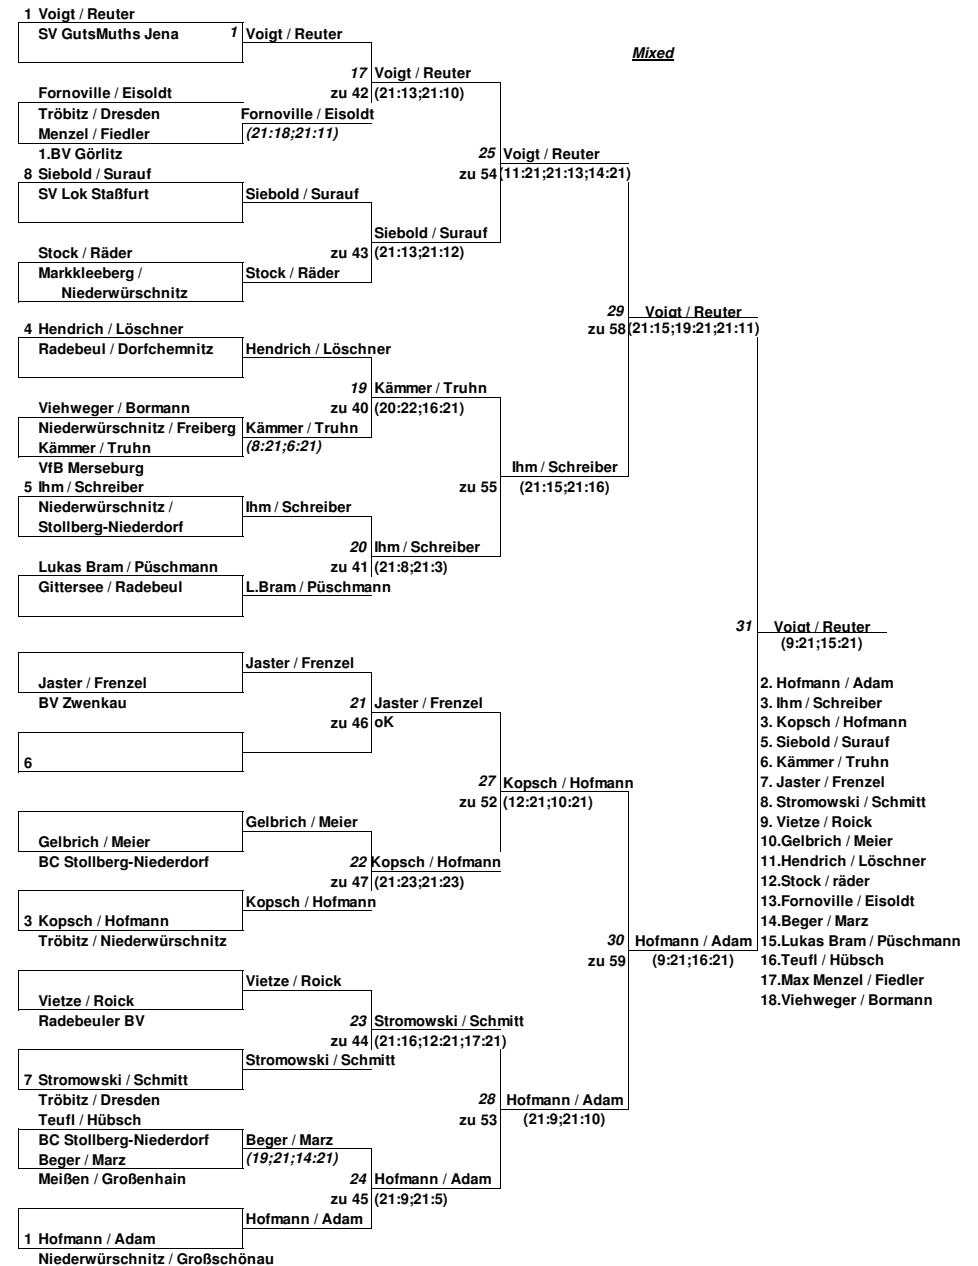 1 Voigt / Reuter
SV GutsMuths Jena
1 Voigt / Reuter
Mixed
17 Voigt / Reuter
zu 42 (21:13;21:10)
Fornoville / Eisoldt
Tröbitz / Dresden
Fornoville / Eisoldt
Menzel / Fiedler
(21:18;21:11)
1.BV Görlitz
25 Voigt / Reuter
zu 54 (11:21;21:13;14:21)
8 Siebold / Surauf
SV Lok Staßfurt
Siebold / Surauf
Siebold / Surauf
zu 43 (21:13;21:12)
Stock / Räder
Markkleeberg /
Niederwürschnitz
Stock / Räder
29 Voigt / Reuter
zu 58 (21:15;19:21;21:11)
4 Hendrich / Löschner
Radebeul / Dorfchemnitz
Hendrich / Löschner
19 Kämmer / Truhn
zu 40 (20:22;16:21)
Viehweger / Bormann
Niederwürschnitz / Freiberg
Kämmer / Truhn
Kämmer / Truhn
(8:21;6:21)
VfB Merseburg
Ihm / Schreiber
zu 55 (21:15;21:16)
5 Ihm / Schreiber
Niederwürschnitz /
Stollberg-Niederdorf
Ihm / Schreiber
20 Ihm / Schreiber
zu 41 (21:8;21:3)
Lukas Bram / Püschmann
Gittersee / Radebeul
L.Bram / Püschmann
31 Voigt / Reuter
(9:21;15:21)
Jaster / Frenzel
Jaster / Frenzel
BV Zwenkau
21 Jaster / Frenzel
zu 46 oK
6
27 Kopsch / Hofmann
zu 52 (12:21;10:21)
Gelbrich / Meier
Gelbrich / Meier
BC Stollberg-Niederdorf
22 Kopsch / Hofmann
zu 47 (21:23;21:23)
Kopsch / Hofmann
3 Kopsch / Hofmann
Tröbitz / Niederwürschnitz
30 Hofmann / Adam
zu 59 (9:21;16:21)
Vietze / Roick
Vietze / Roick
Radebeuler BV
23 Stromowski / Schmitt
zu 44 (21:16;12:21;17:21)
Stromowski / Schmitt
7 Stromowski / Schmitt
Tröbitz / Dresden
28 Hofmann / Adam
zu 53 (21:9;21:10)
Teufl / Hübsch
BC Stollberg-Niederdorf
Beger / Marz
Beger / Marz
(19;21;14:21)
Meißen / Großenhain
24 Hofmann / Adam
zu 45 (21:9;21:5)
Hofmann / Adam
1 Hofmann / Adam
Niederwürschnitz / Großschönau
2. Hofmann / Adam
3. Ihm / Schreiber
3. Kopsch / Hofmann
5. Siebold / Surauf
6. Kämmer / Truhn
7. Jaster / Frenzel
8. Stromowski / Schmitt
9. Vietze / Roick
10.Gelbrich / Meier
11.Hendrich / Löschner
12.Stock / räder
13.Fornoville / Eisoldt
14.Beger / Marz
15.Lukas Bram / Püschmann
16.Teufl / Hübsch
17.Max Menzel / Fiedler
18.Viehweger / Bormann